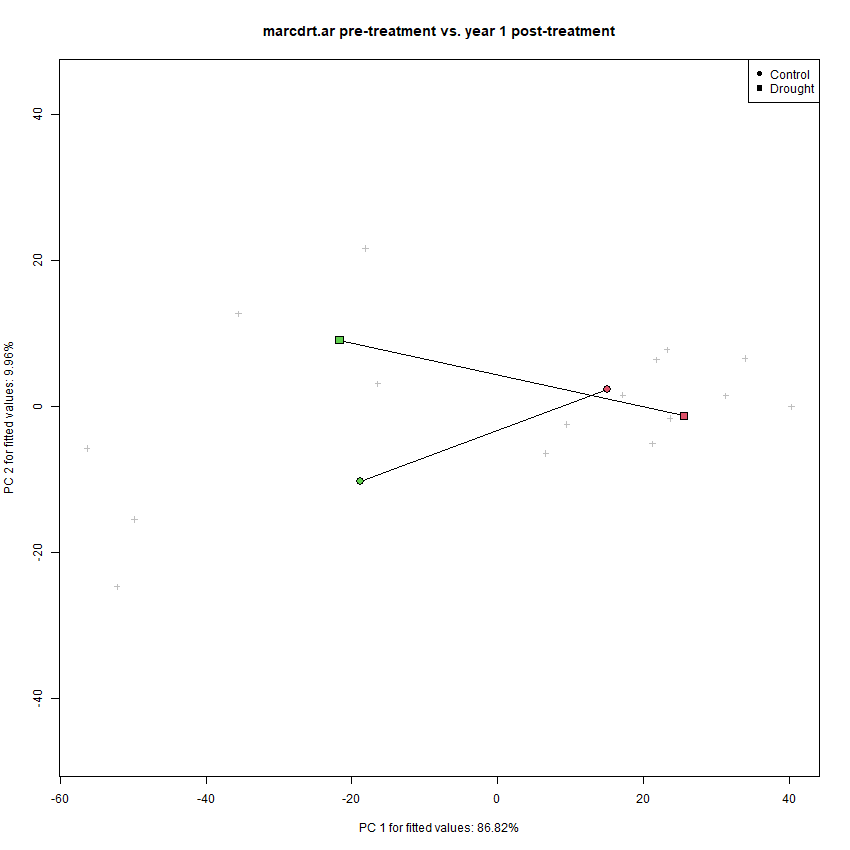 marcdrt.ar pre-treatment vs. year 1 post-treatment
Control
Drought
40
20
0
-20
-40
PC 2 for fitted values: 9.96%
-60
-40
-20
0
20
40
PC 1 for fitted values: 86.82%